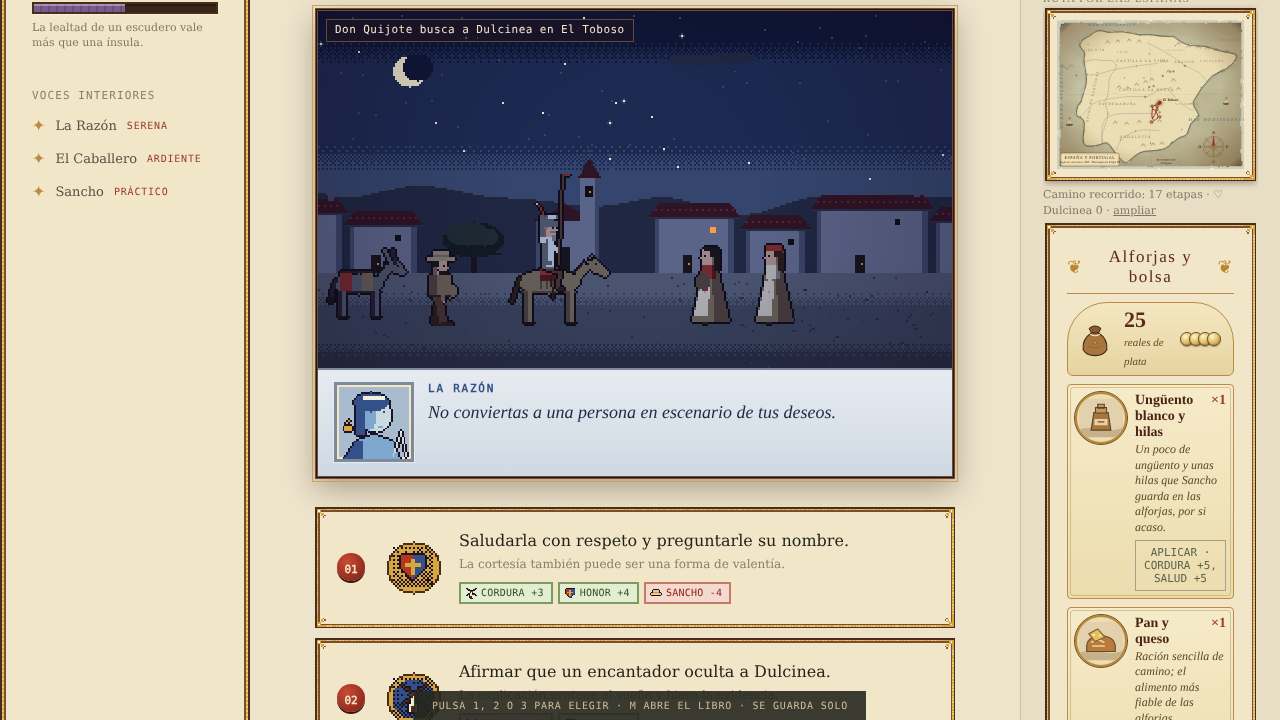 La lealtad de un escudero vale
más que una ínsula.
VOCES INTERIORES
La Razón SERENA
El Caballero ARDIENTE
Sancho PRÁCTICO
Don Quijote busca a Dulcinea en El Toboso
LA RAZÓN
No conviertas a una persona en escenario de tus deseos.
01
Saludarla con respeto y preguntarle su nombre.
La cortesía también puede ser una forma de valentía.
CORDURA +3 HONOR +4 SANCHO -4
02
Afirmar que un encantador oculta a Dulcinea.
PULSA 1, 2 O 3 PARA ELEGIR · M ABRE EL LIBRO · SE GUARDA SOLO
ESPAÑA Y PORTUGAL
Camino recorrido: 17 etapas · ♡
Dulcinea 0 · ampliar
Alforjas y
bolsa
25
reales de
plata
Ungüento ×1
blanco y
hilas
Un poco de
ungüento y unas
hilas que Sancho
guarda en las
alforjas, por si
acaso.
APLICAR ·
CORDURA +5,
SALUD +5
Pan y ×1
queso
Ración sencilla de
camino; el
alimento más
fiable de las
alforjas